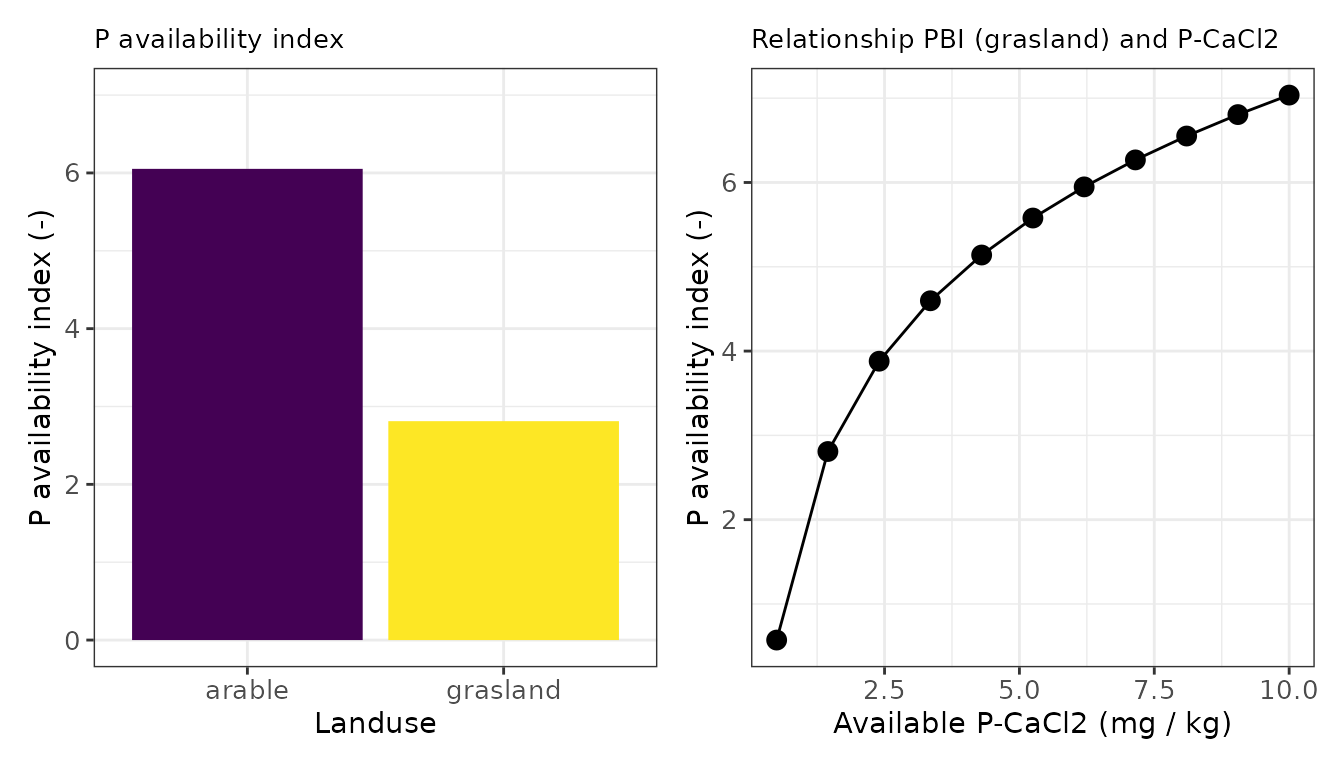 P availability index
P availability index (-)
6
4
2
0
arable grasland
Landuse
Relationship PBI (grasland) and P-CaCl2
P availability index (-)
6
4
2
2.5 5.0 7.5 10.0
Available P-CaCl2 (mg / kg)